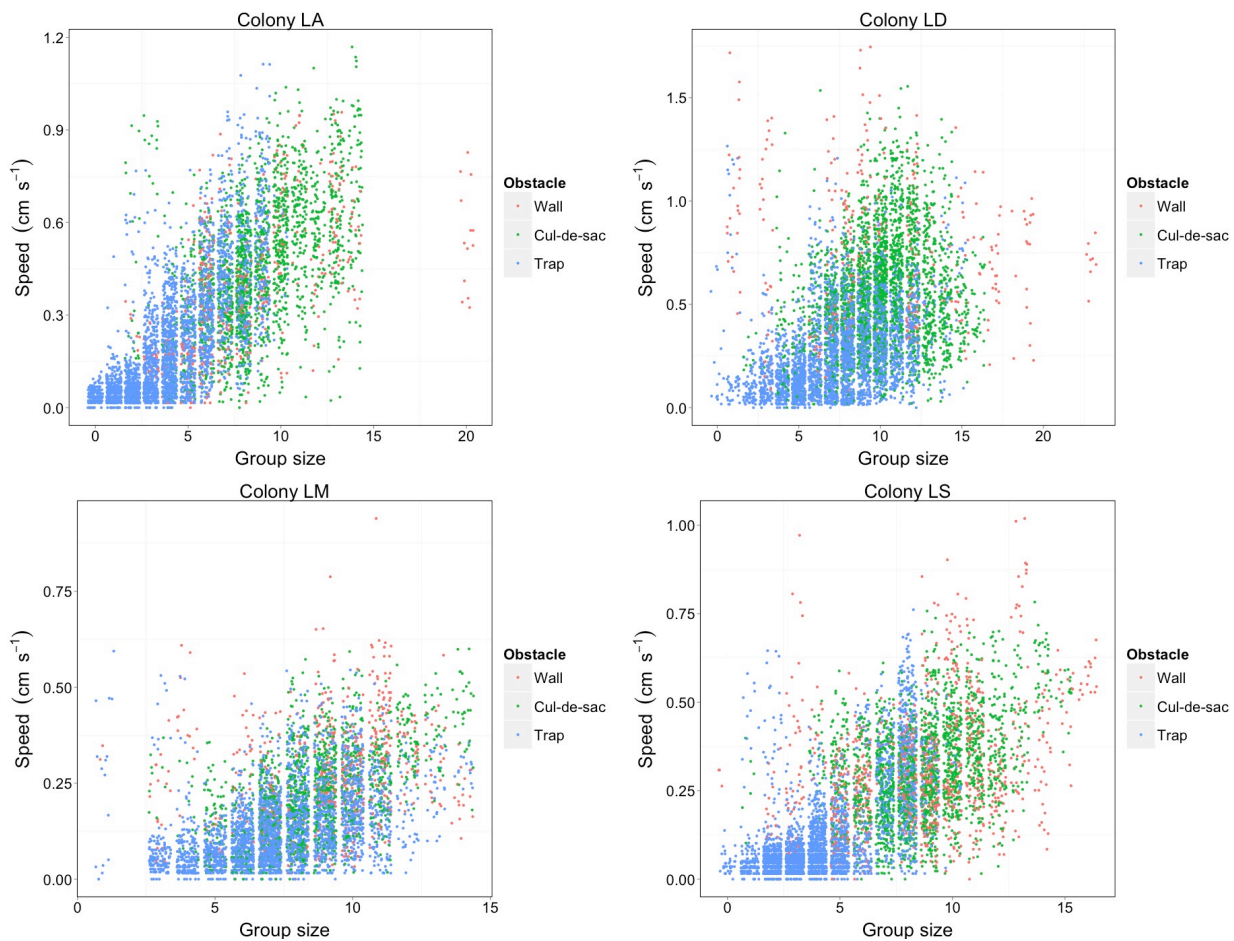 Colony LA
1.2
0.9
0.6
0.3
0.0
Speed (cm s⁻¹)
0 5 10 15 20
Group size
Obstacle
Wall
Cul-de-sac
Trap
Colony LD
1.5
1.0
0.5
0.0
Speed (cm s⁻¹)
0 5 10 15 20
Group size
Obstacle
Wall
Cul-de-sac
Trap
Colony LM
0.75
0.50
0.25
0.00
Speed (cm s⁻¹)
0 5 10 15
Group size
Obstacle
Wall
Cul-de-sac
Trap
Colony LS
1.00
0.75
0.50
0.25
0.00
Speed (cm s⁻¹)
0 5 10 15
Group size
Obstacle
Wall
Cul-de-sac
Trap